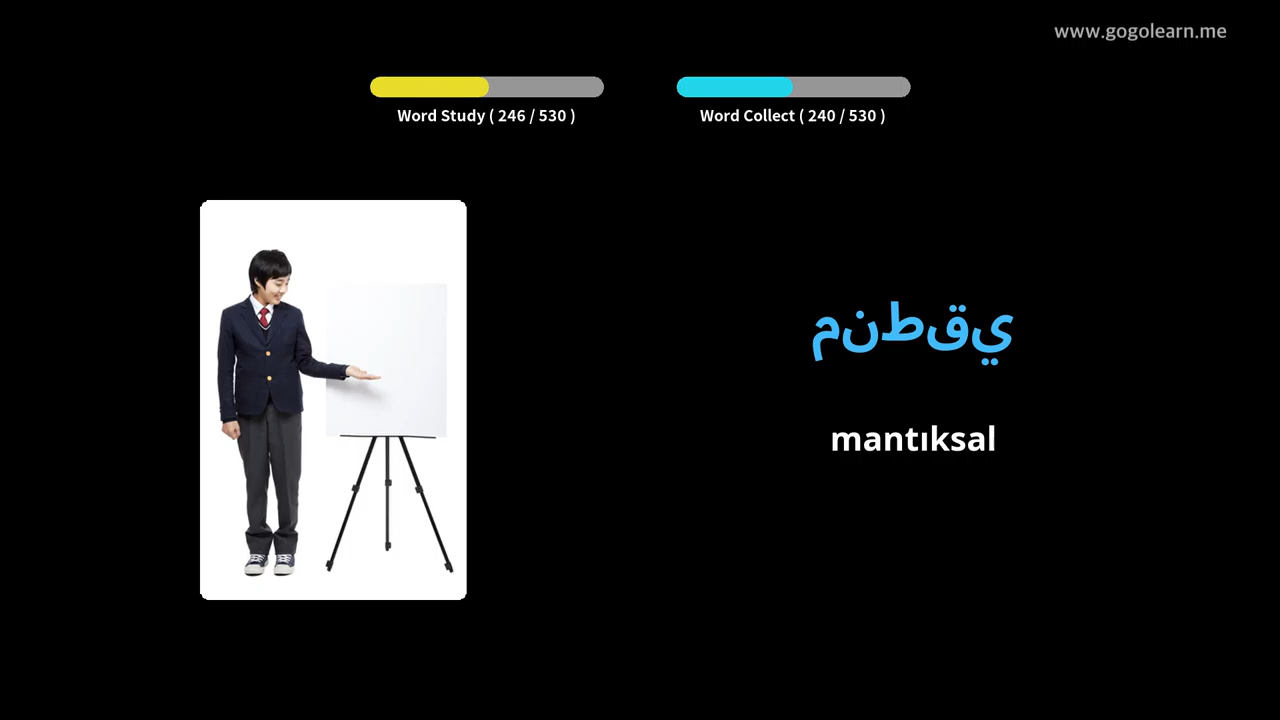 www.gogolearn.me
Word Study ( 246 / 530 )
Word Collect ( 240 / 530 )
منطقي
mantıksal